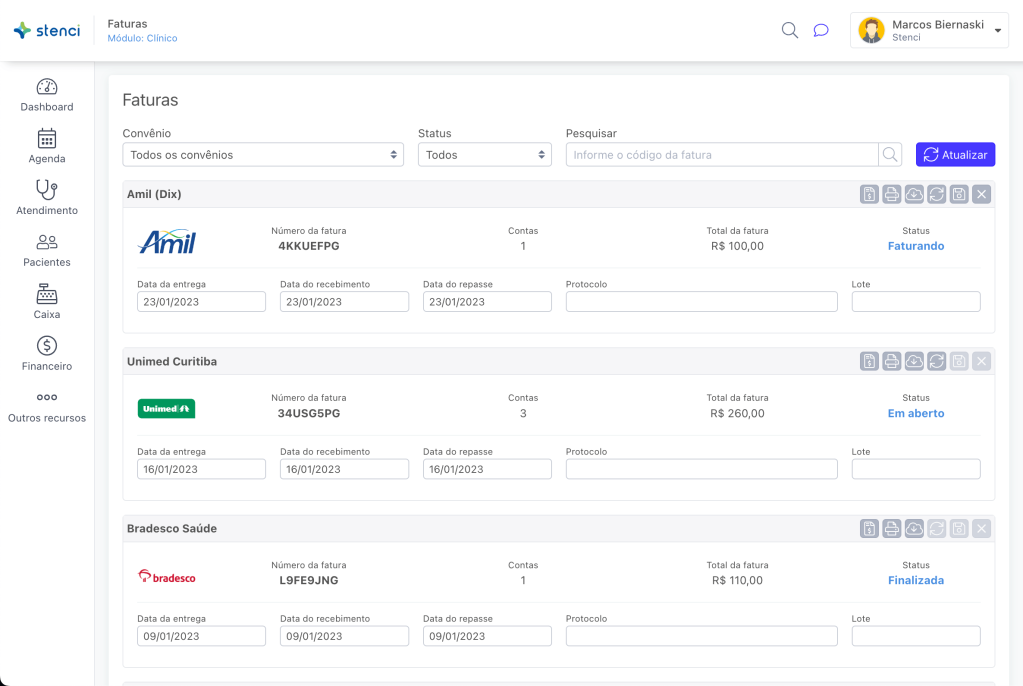 stenci
Faturas
Módulo: Clínico
Marcos Biernaski
Stenci
Dashboard
Agenda
Atendimento
Pacientes
Caixa
Financeiro
Outros recursos
Faturas
Convênio Status Pesquisar
Todos os convênios Todos Informe o código da fatura Atualizar
Amil (Dix)
Amil
Número da fatura Contas Total da fatura Status
4KKUEFPG 1 R$ 100,00 Faturando
Data da entrega Data do recebimento Data do repasse Protocolo Lote
23/01/2023 23/01/2023 23/01/2023
Unimed Curitiba
Unimed
Número da fatura Contas Total da fatura Status
34USG5PG 3 R$ 260,00 Em aberto
Data da entrega Data do recebimento Data do repasse Protocolo Lote
16/01/2023 16/01/2023 16/01/2023
Bradesco Saúde
bradesco
Número da fatura Contas Total da fatura Status
L9FE9JNG 1 R$ 110,00 Finalizada
Data da entrega Data do recebimento Data do repasse Protocolo Lote
09/01/2023 09/01/2023 09/01/2023